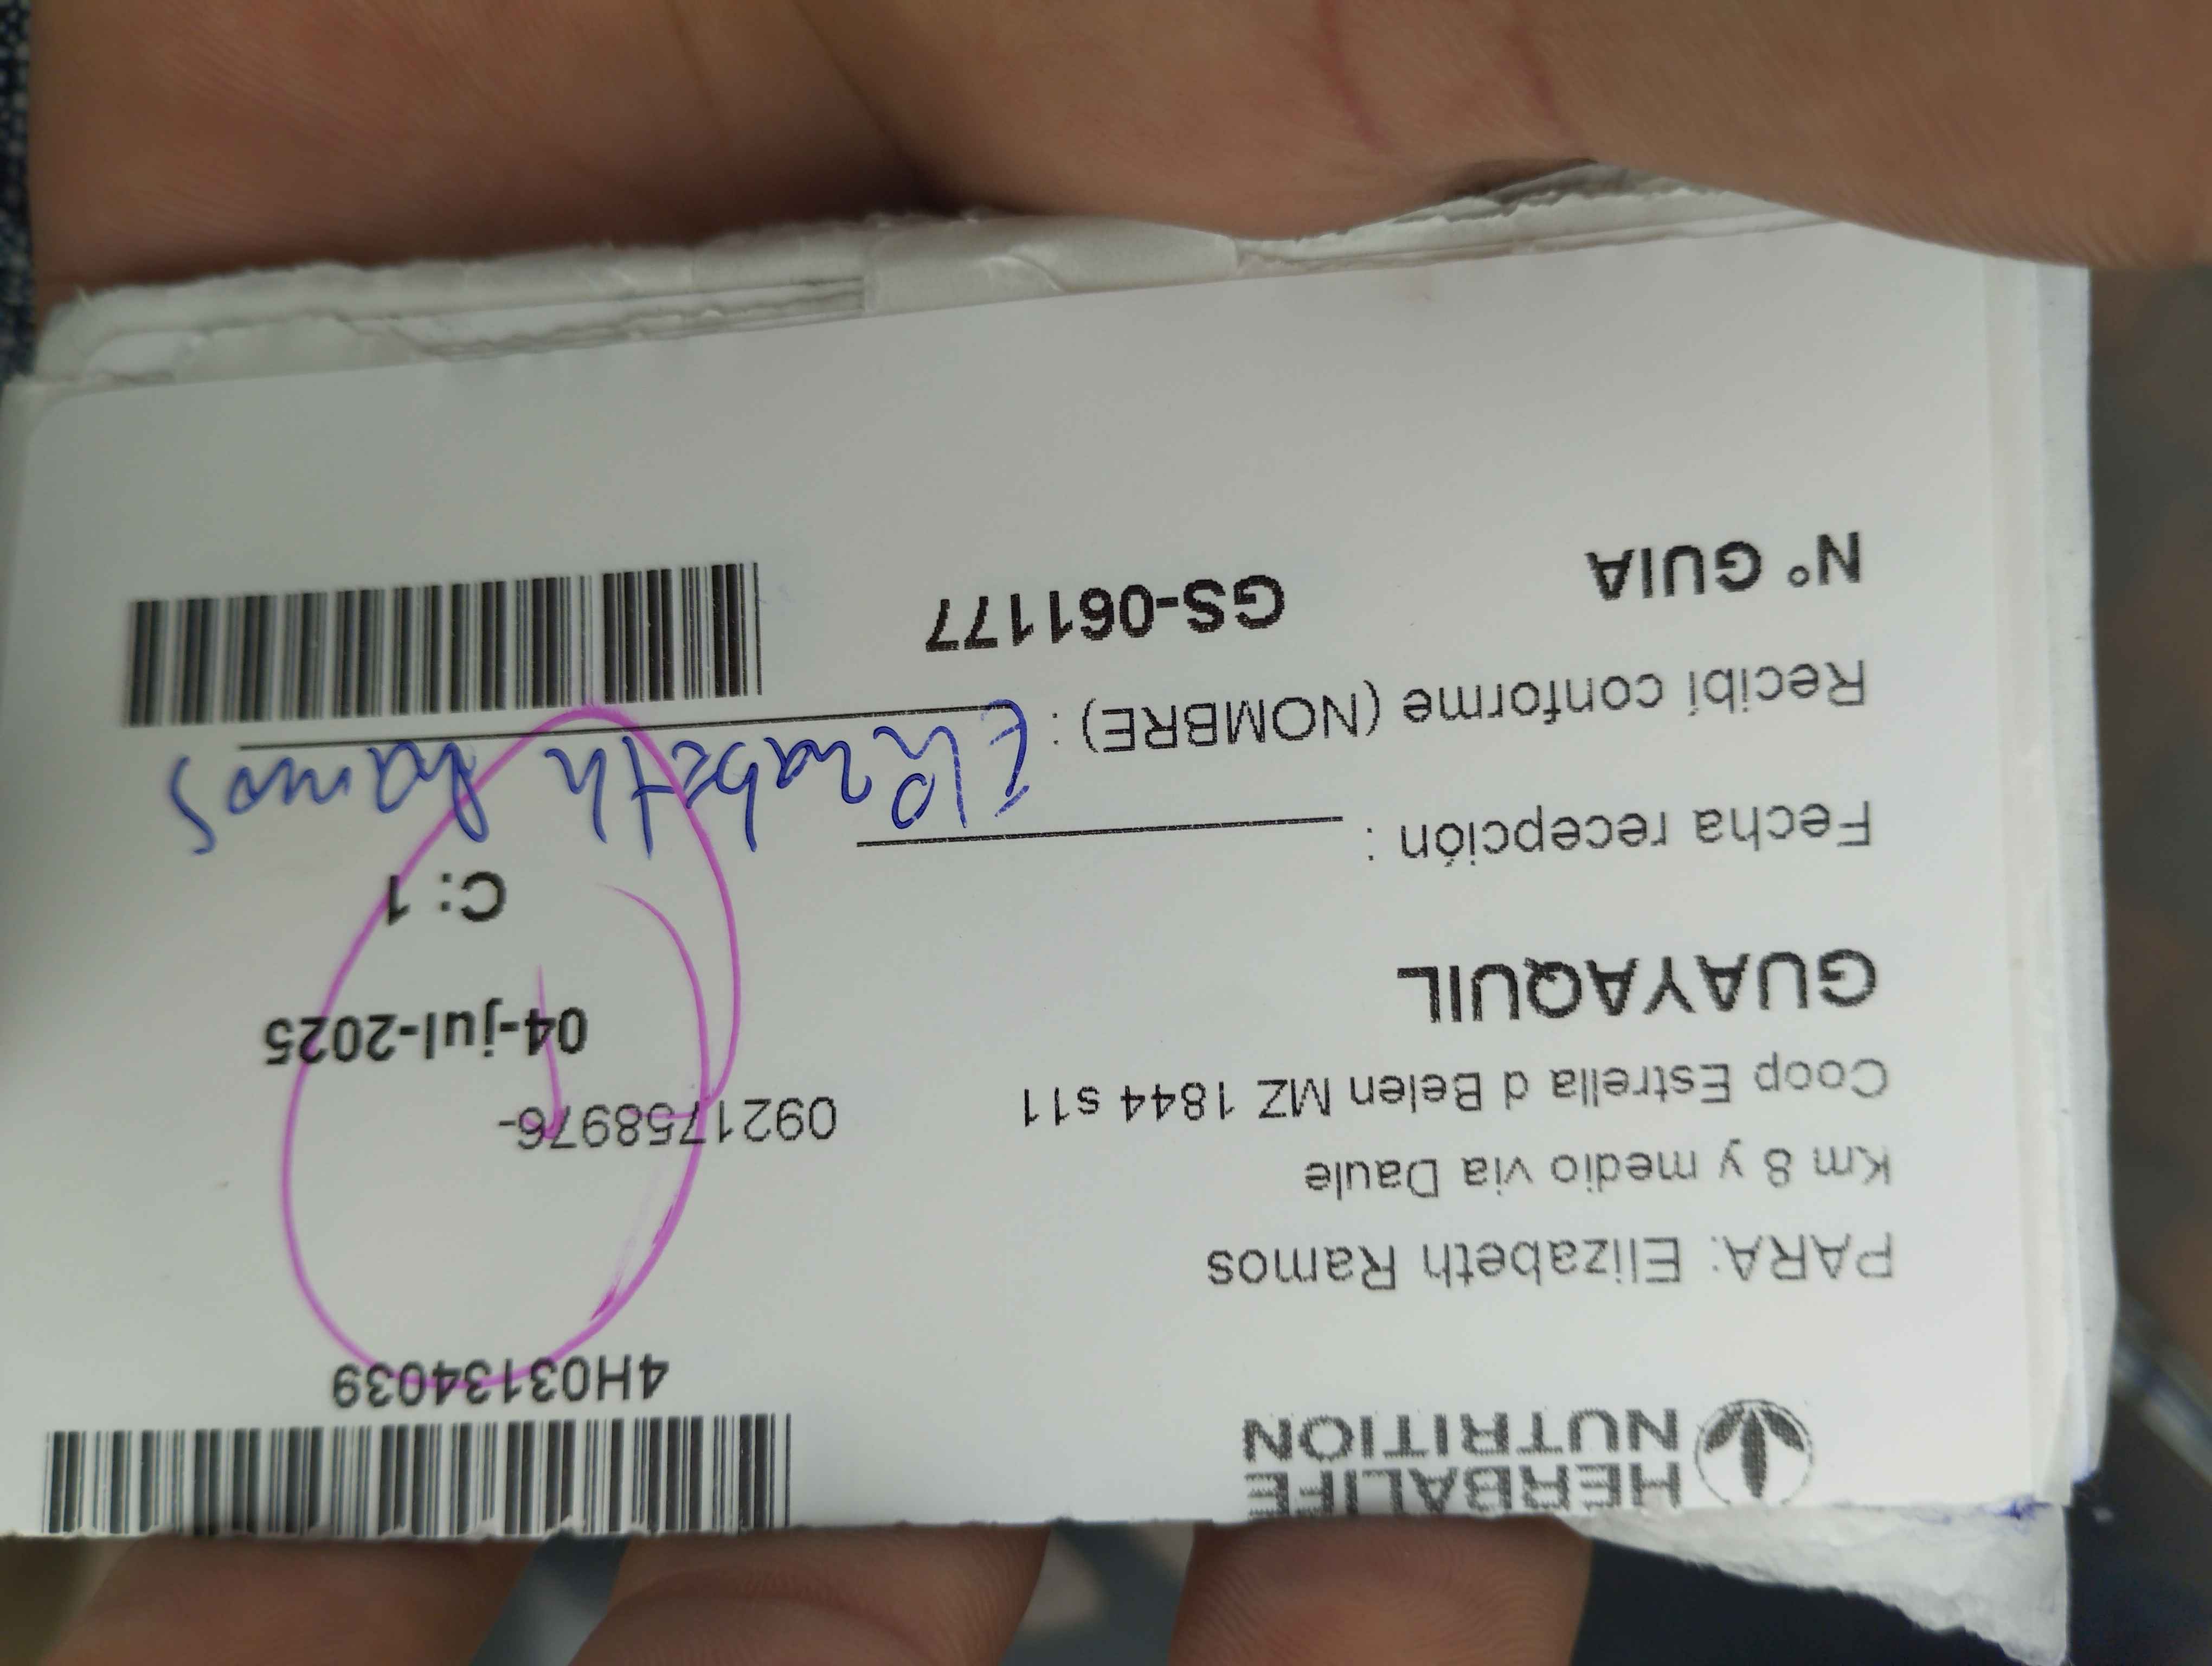 HERBALIFE
NUTRITION
4H03134039
PARA: Elizabeth Ramos
Km 8 y medio via Daule
Coop Estrella d Belen MZ 1844 s11
0921758976-
GUAYAQUIL
04-jul-2025
C: 1
Fecha recepción :
Recibí conforme (NOMBRE) : Elizabeth Ramos
N° GUIA GS-061177